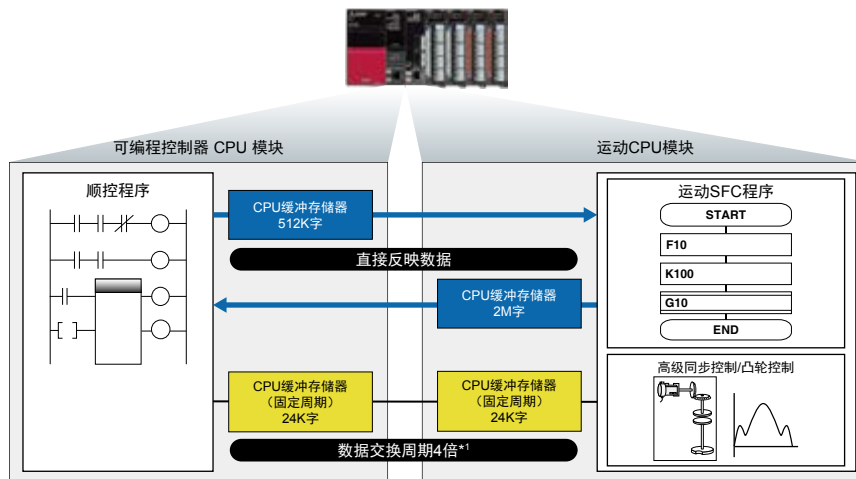 可编程控制器 CPU 模块
运动CPU模块
顺控程序
CPU缓冲存储器
512K字
直接反映数据
CPU缓冲存储器
2M字
运动SFC程序
START
F10
K100
G10
END
CPU缓冲存储器
（固定周期）
24K字
CPU缓冲存储器
（固定周期）
24K字
数据交换周期4倍*1
高级同步控制/凸轮控制